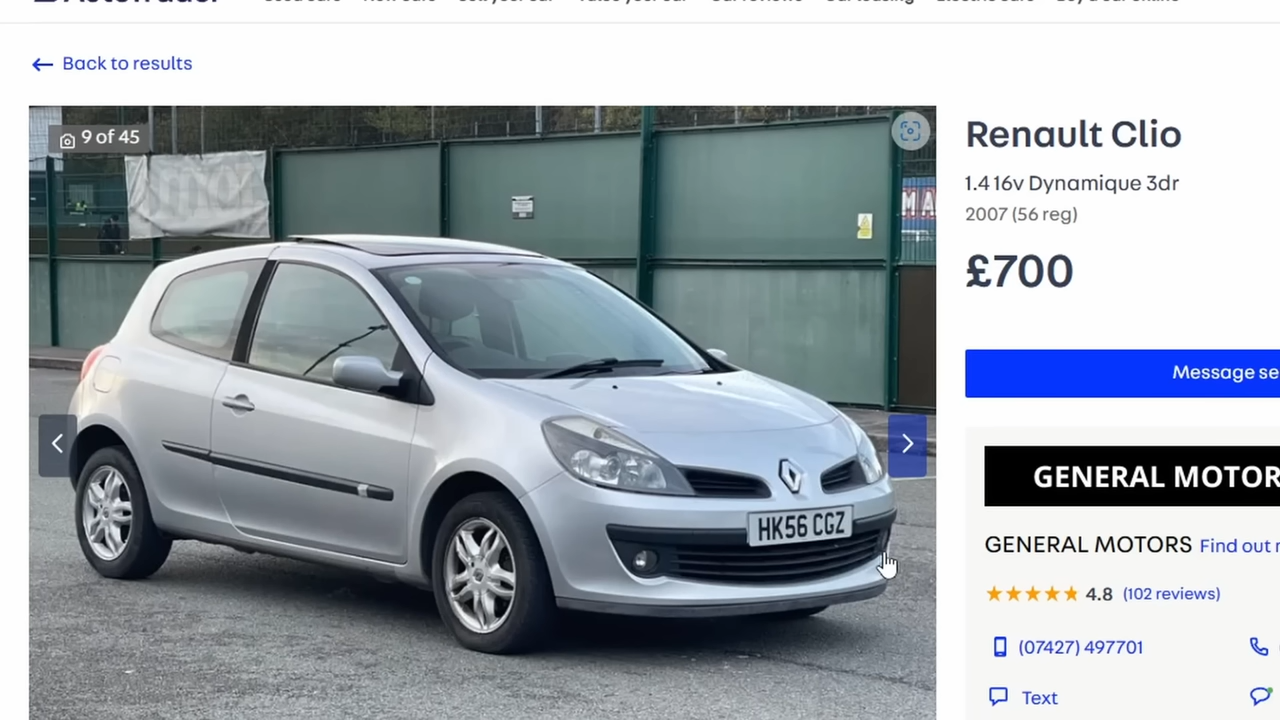 Back to results
9 of 45
Renault Clio
1.4 16v Dynamique 3dr
2007 (56 reg)
£700
Message se
HK56 CGZ
GENERAL MOTOR
GENERAL MOTORS Find out
4.8 (102 reviews)
(07427) 497701
Text